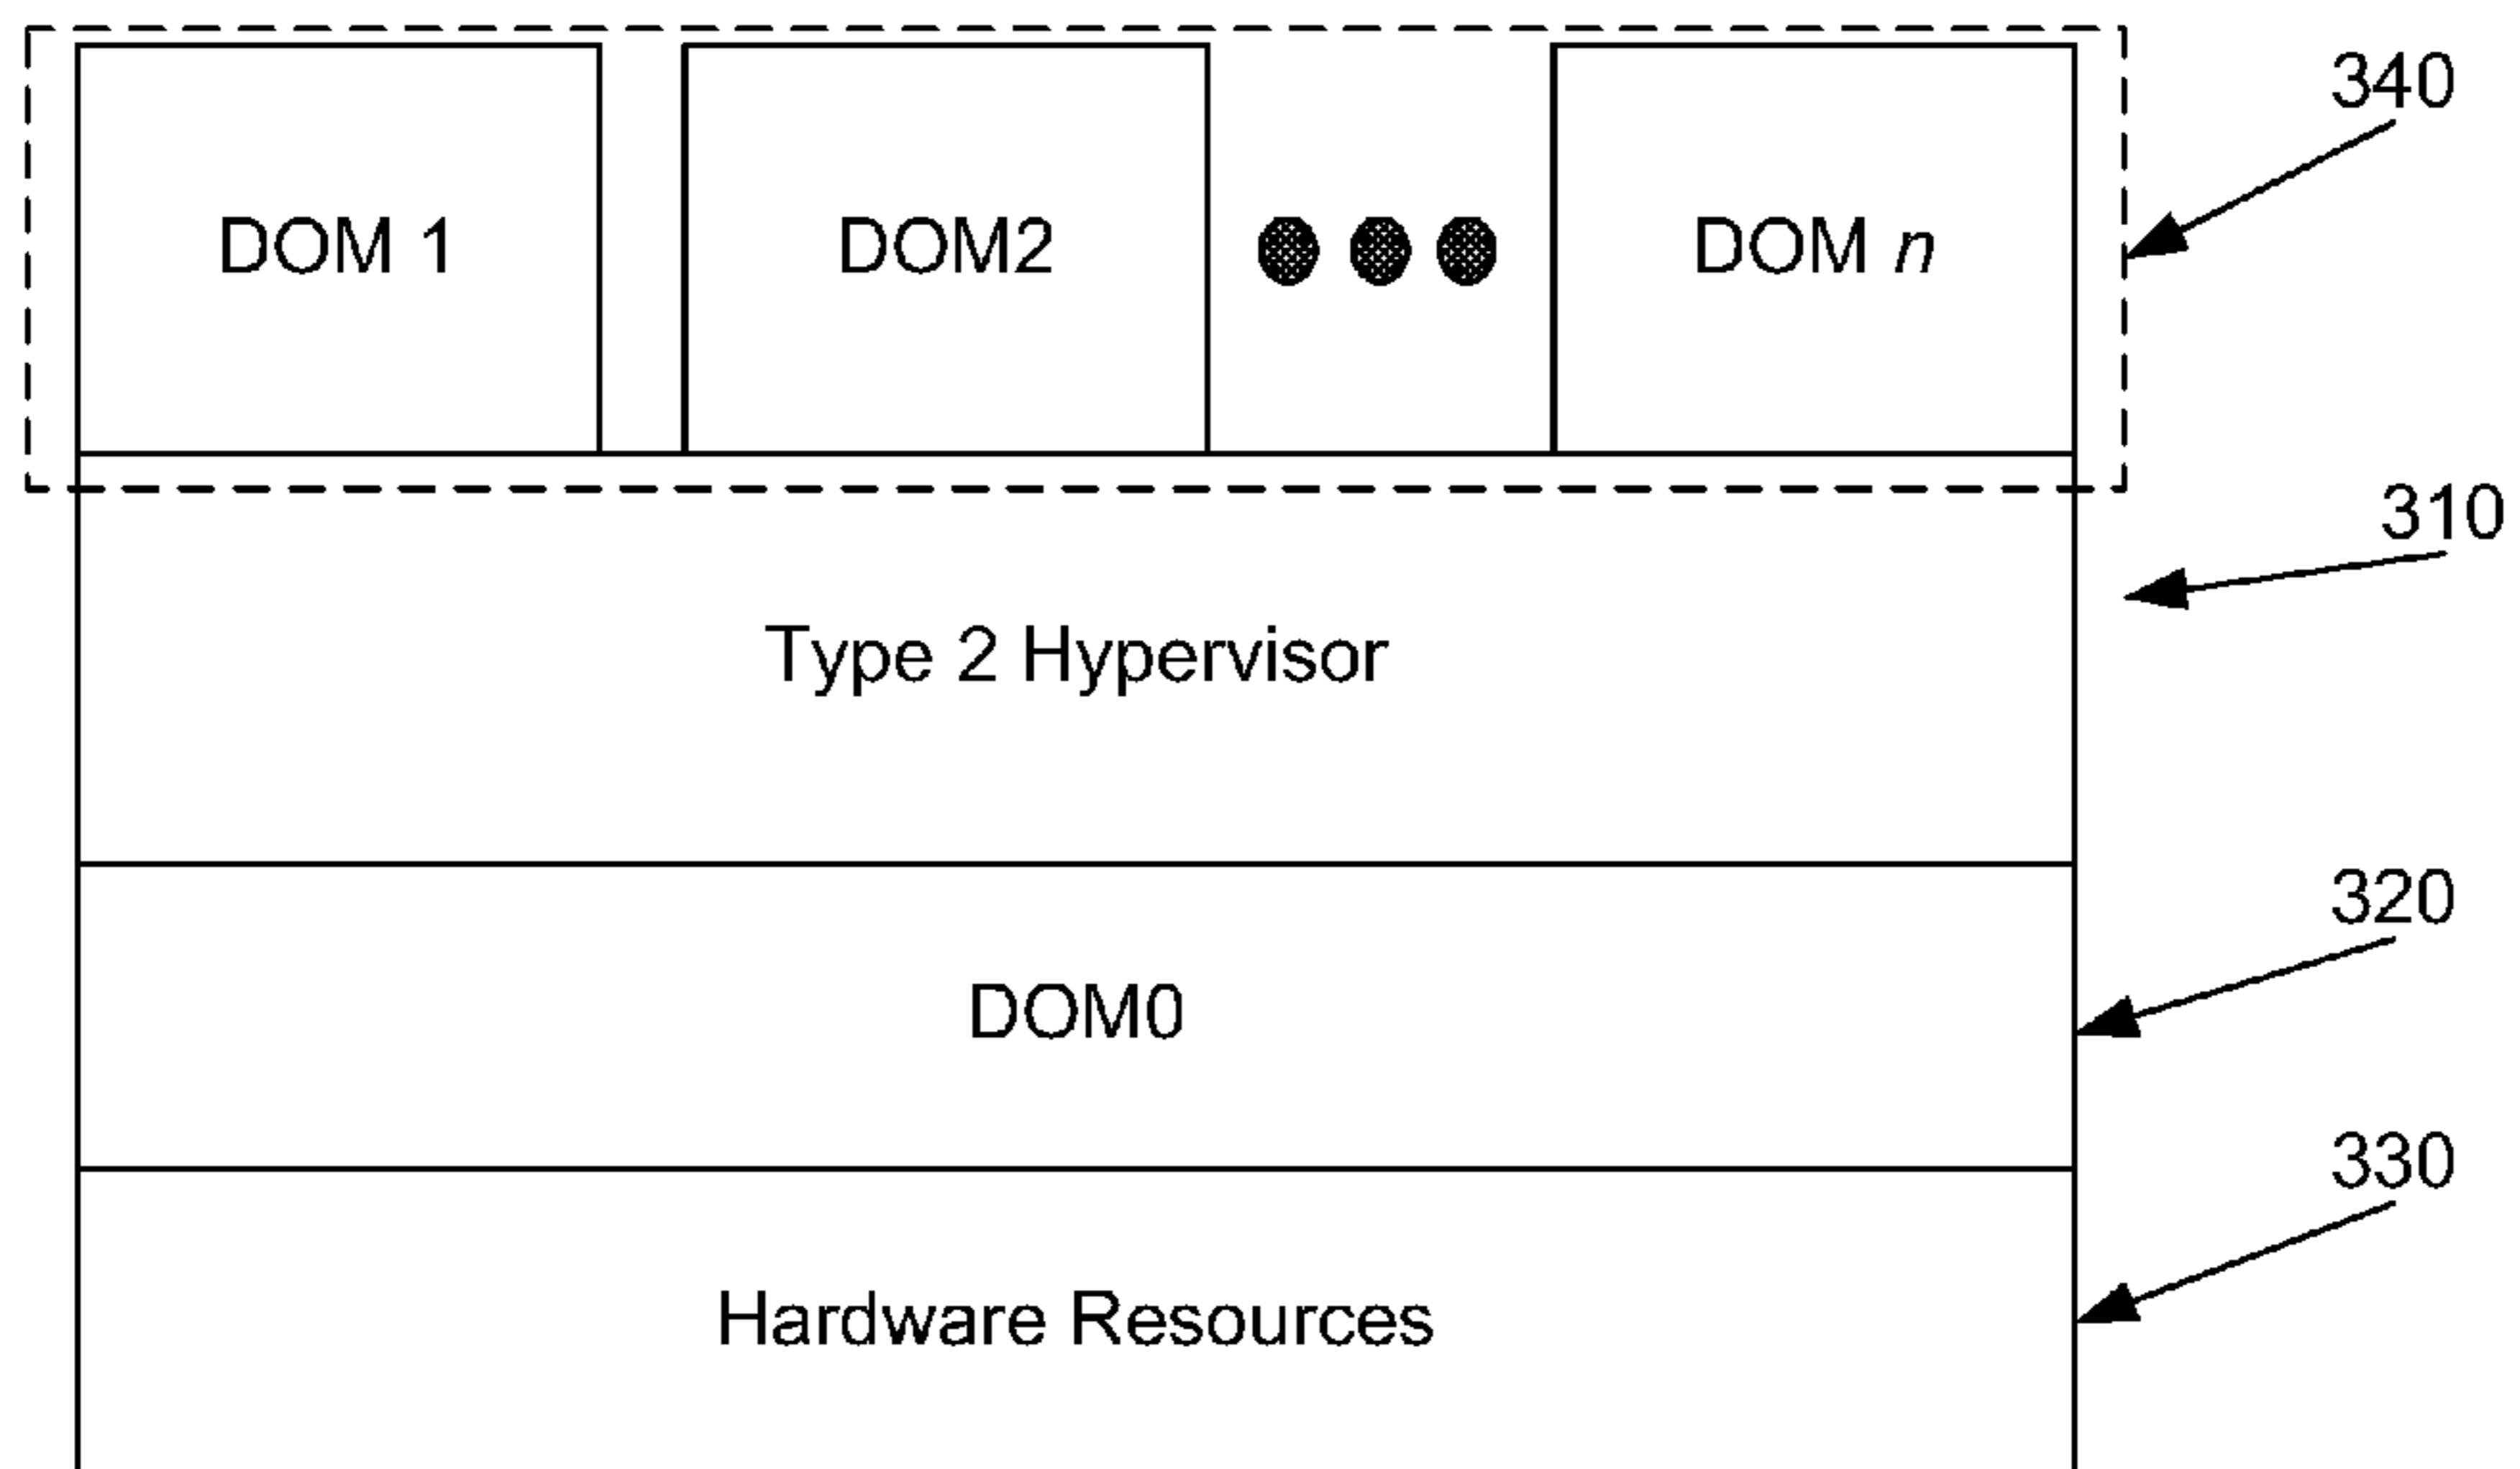 340
DOM 1
DOM2
DOM n
310
Type 2 Hypervisor
320
DOM0
330
Hardware Resources